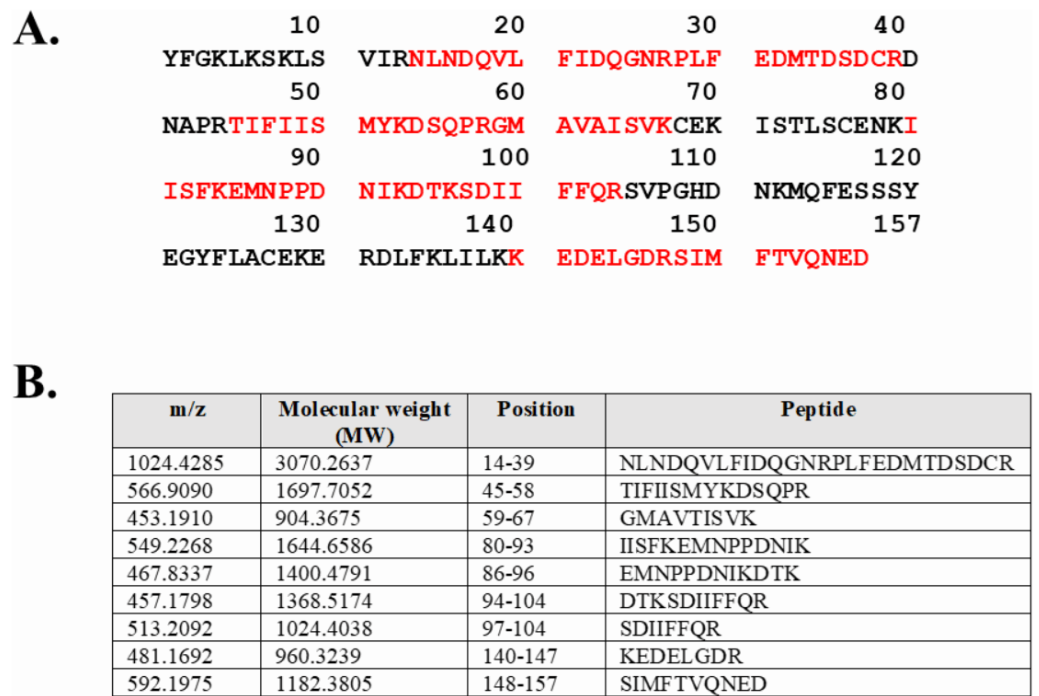 A.
10 20 30 40
YFGKLKSKLS VIRNLNDQVL FIDQGNRPLF EDMTDSDCRD
50 60 70 80
NAPRTIFIIS MYKDSQPRGM AVAISVKCEK ISTLSCENKI
90 100 110 120
ISFKEMNPPD NIKDTKSDII FFQRSVPGHD NKMQFESSSY
130 140 150 157
EGYFLACEKE RDLFKLILKK EDELGDRSIM FTVQNED
B.
m/z Molecular weight (MW) Position Peptide
1024.4285 3070.2637 14-39 NLNDQVLFIDQGNRPLFEDMTDSDCR
566.9090 1697.7052 45-58 TIFIISMYKDSQPR
453.1910 904.3675 59-67 GMAVTISVK
549.2268 1644.6586 80-93 IISFKEMNPPDNIK
467.8337 1400.4791 86-96 EMNPPDNIKDTK
457.1798 1368.5174 94-104 DTKSDIIFFQR
513.2092 1024.4038 97-104 SDIIFFQR
481.1692 960.3239 140-147 KEDELGDR
592.1975 1182.3805 148-157 SIMFTVQNED